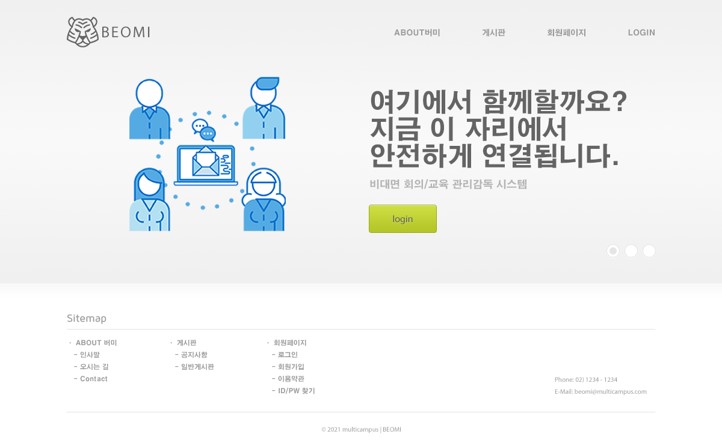 BEOMI
ABOUT버미 게시판 회원페이지 LOGIN
여기에서 함께할까요?
지금 이 자리에서
안전하게 연결됩니다.
비대면 회의/교육 관리감독 시스템
login
Sitemap
ABOUT 버미
- 인사말
- 오시는 길
- Contact
게시판
- 공지사항
- 일반게시판
회원페이지
- 로그인
- 회원가입
- 이용약관
- ID/PW 찾기
Phone: 02) 1234 - 1234
E-Mail: beomi@multicampus.com
© 2021 multicampus | BEOMI